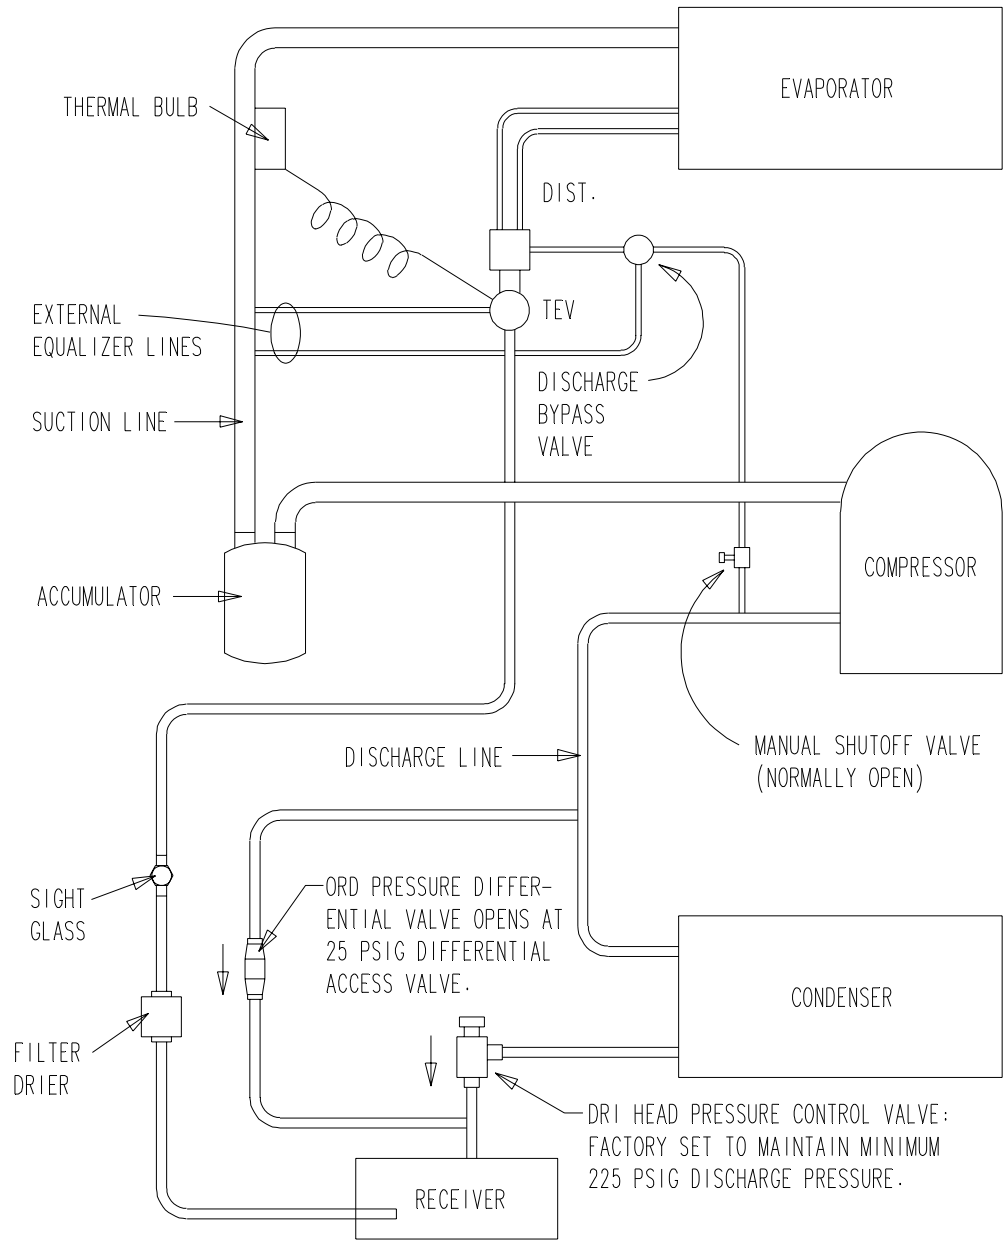 EVAPORATOR
THERMAL BULB
DIST.
EXTERNAL
EQUALIZER LINES
TEV
DISCHARGE
BYPASS
VALVE
SUCTION LINE
COMPRESSOR
ACCUMULATOR
MANUAL SHUTOFF VALVE
(NORMALLY OPEN)
DISCHARGE LINE
SIGHT
GLASS
ORD PRESSURE DIFFER-
ENTIAL VALVE OPENS AT
25 PSIG DIFFERENTIAL
ACCESS VALVE.
CONDENSER
FILTER
DRIER
DRI HEAD PRESSURE CONTROL VALVE:
FACTORY SET TO MAINTAIN MINIMUM
225 PSIG DISCHARGE PRESSURE.
RECEIVER